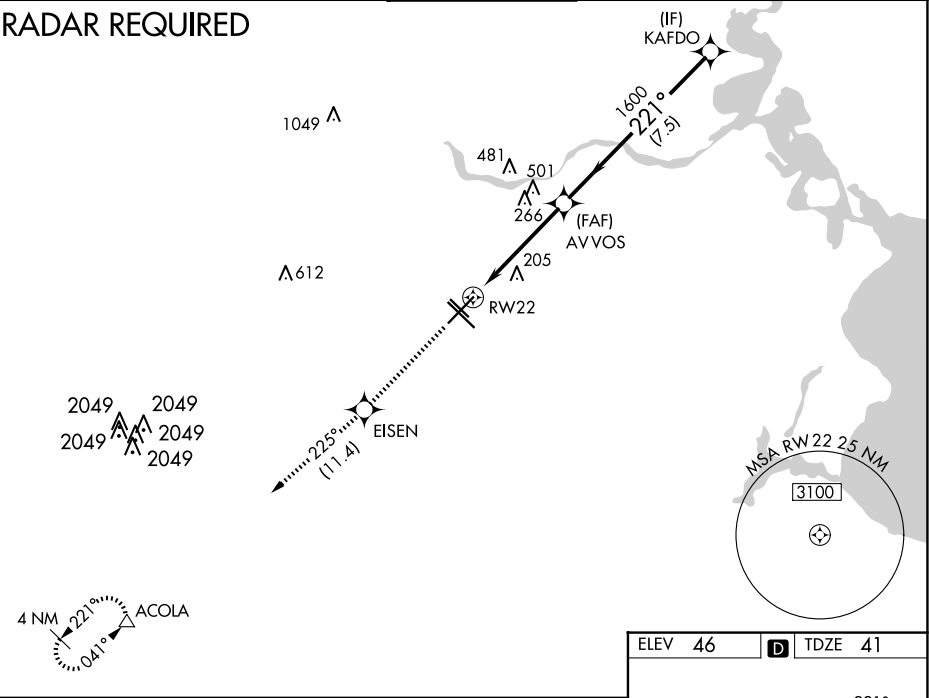 RADAR REQUIRED
(IF)
KAFDO
1600
221°
(7.5)
1049
481
501
266
(FAF)
AVVOS
205
612
RW22
2049
2049
2049
2049
2049
EISEN
225°
(11.4)
MSA RW22 25 NM
3100
4 NM
221°
041°
ACOLA
ELEV 46
D
TDZE 41